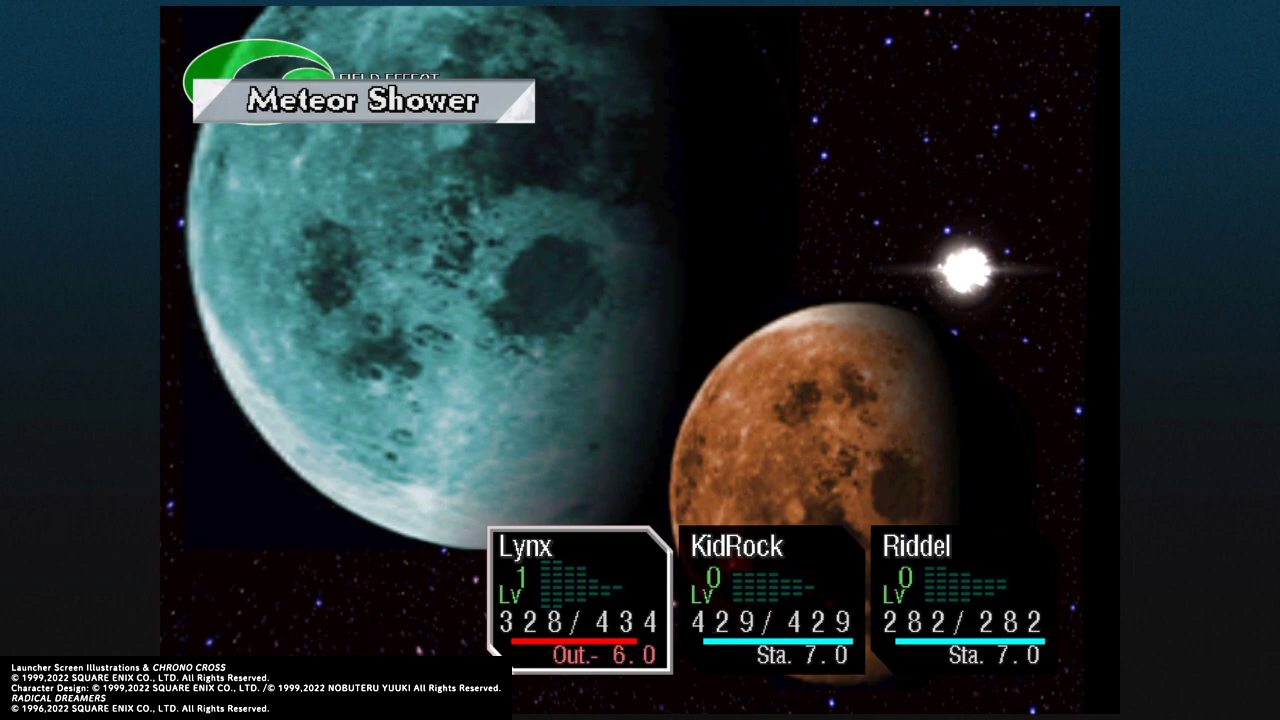 FIELD EFFECT
Meteor Shower
Lynx
1
Lv
328/434
Out.- 6.0
KidRock
0
Lv
429/429
Sta. 7.0
Riddel
0
Lv
282/282
Sta. 7.0
Launcher Screen Illustrations & CHRONO CROSS
© 1999,2022 SQUARE ENIX CO., LTD. All Rights Reserved.
Character Design: © 1999,2022 SQUARE ENIX CO., LTD. /© 1999,2022 NOBUTERU YUUKI All Rights Reserved.
RADICAL DREAMERS
© 1996,2022 SQUARE ENIX CO., LTD. All Rights Reserved.